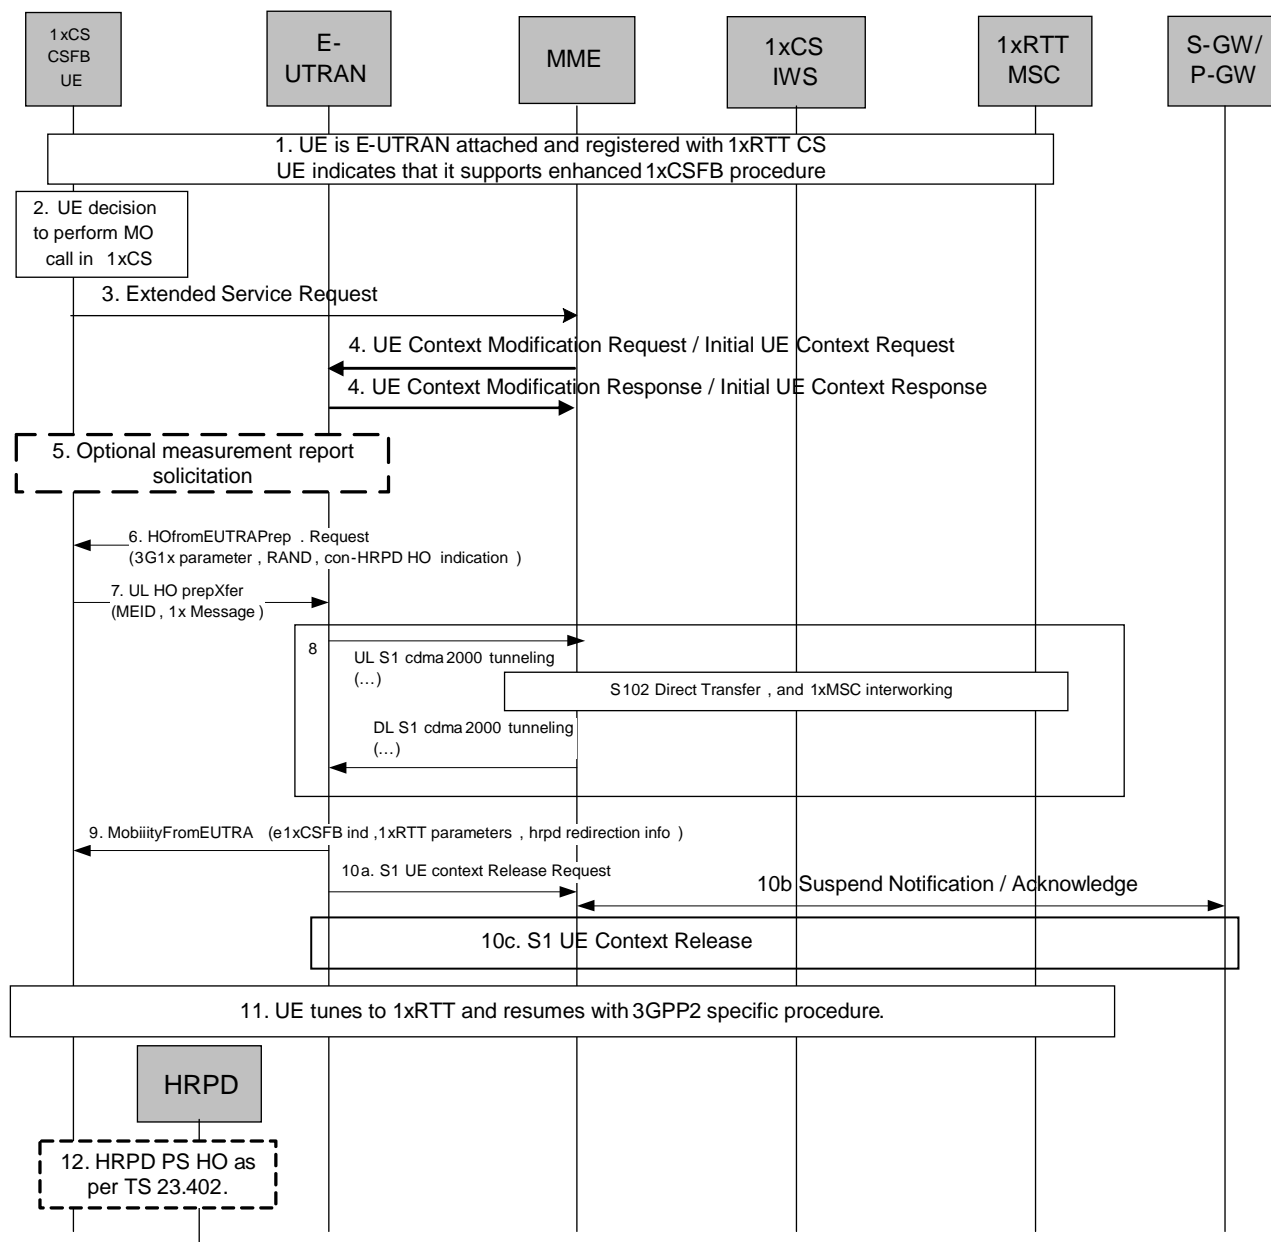 1xCS
CSFB
UE
E-
UTRAN
MME
1xCS
IWS
1xRTT
MSC
S-GW/
P-GW
1. UE is E-UTRAN attached and registered with 1xRTT CS
UE indicates that it supports enhanced 1xCSFB procedure
2. UE decision
to perform MO
call in 1xCS
3. Extended Service Request
4. UE Context Modification Request / Initial UE Context Request
4. UE Context Modification Response / Initial UE Context Response
5. Optional measurement report
solicitation
6. HOfromEUTRAPrep . Request
(3G1x parameter , RAND , con-HRPD HO indication )
7. UL HO prepXfer
(MEID , 1x Message )
8
UL S1 cdma 2000 tunneling
(…)
S102 Direct Transfer , and 1xMSC interworking
DL S1 cdma 2000 tunneling
(…)
9. MobiiityFromEUTRA (e1xCSFB ind ,1xRTT parameters , hrpd redirection info )
10a. S1 UE context Release Request
10b Suspend Notification / Acknowledge
10c. S1 UE Context Release
11. UE tunes to 1xRTT and resumes with 3GPP2 specific procedure.
HRPD
12. HRPD PS HO as
per TS 23.402.